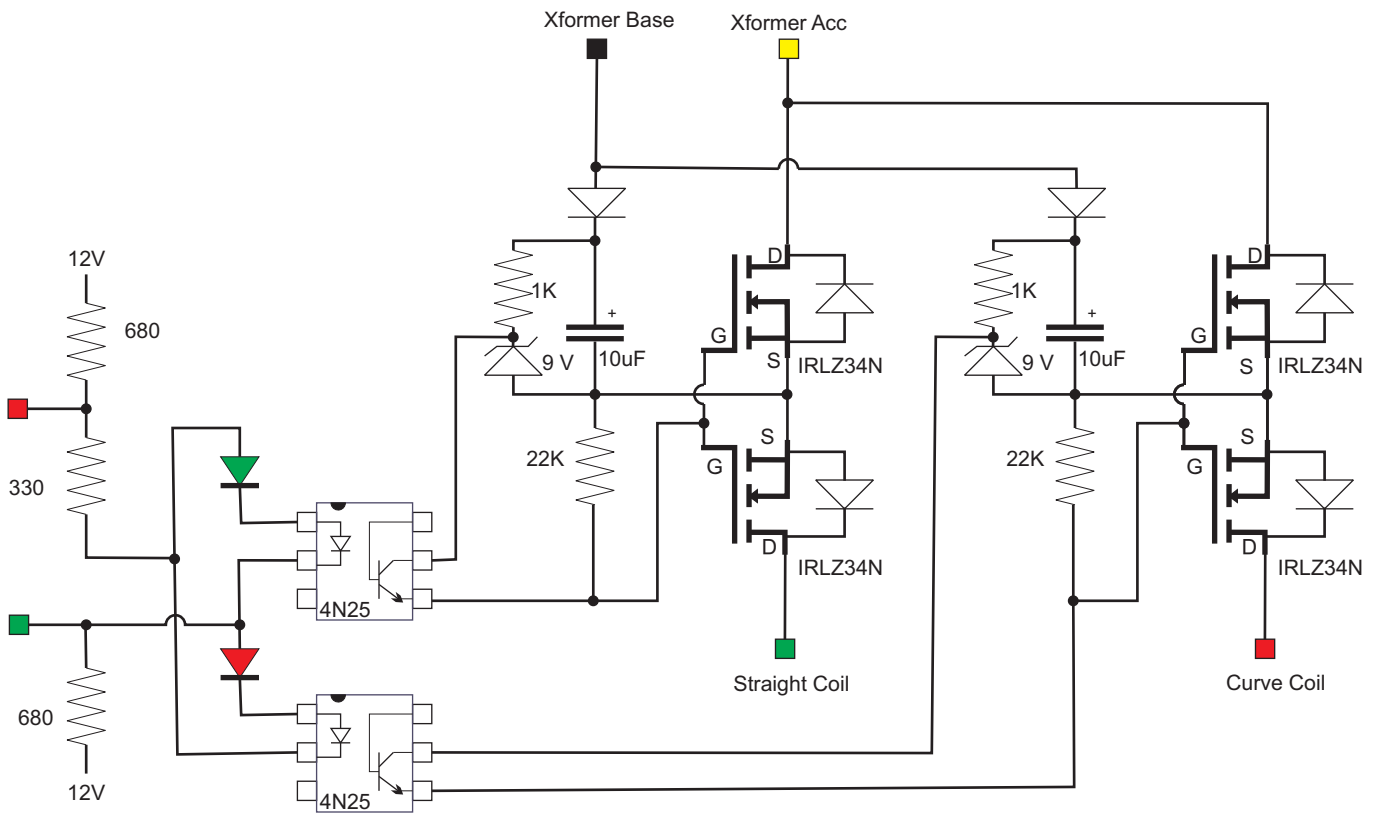 Xformer Base
Xformer Acc
12V
680
330
680
12V
1K
+
9 V
10uF
22K
4N25
4N25
D
G
S
IRLZ34N
S
G
D
IRLZ34N
Straight Coil
1K
+
9 V
10uF
22K
D
G
S
IRLZ34N
S
G
D
IRLZ34N
Curve Coil